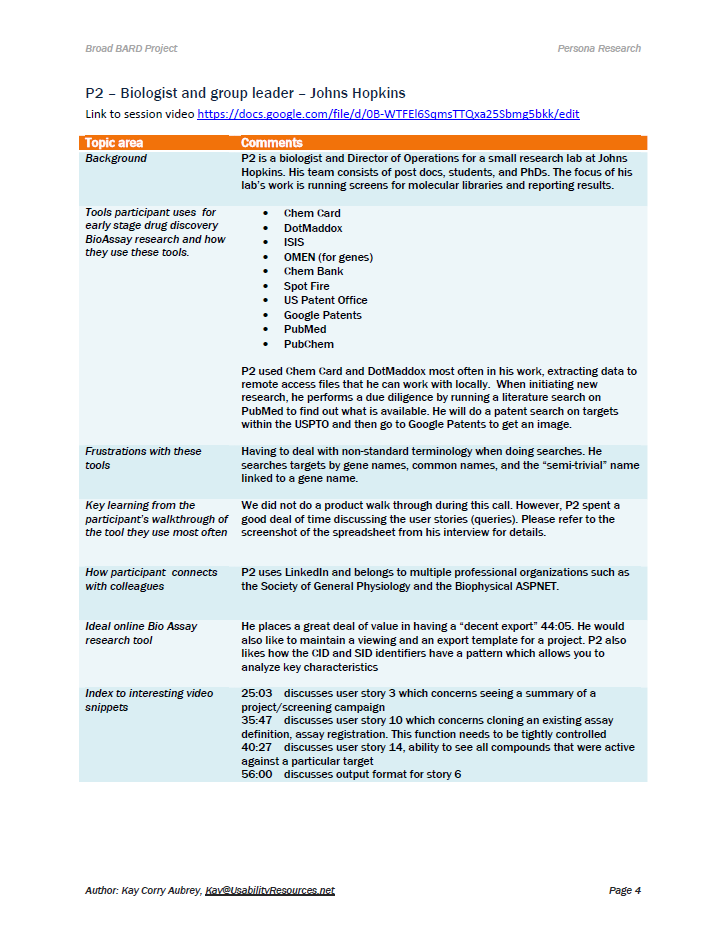 Broad BARD Project Persona Research
P2 – Biologist and group leader – Johns Hopkins
Link to session video https://docs.google.com/file/d/0B-WTFEl6SqmsTTQxa25Sbmg5bkk/edit
Topic area Comments
Background P2 is a biologist and Director of Operations for a small research lab at Johns
Hopkins. His team consists of post docs, students, and PhDs. The focus of his
lab's work is running screens for molecular libraries and reporting results.
Tools participant uses for
early stage drug discovery
BioAssay research and how
they use these tools.
• Chem Card
• DotMaddox
• ISIS
• OMEN (for genes)
• Chem Bank
• Spot Fire
• US Patent Office
• Google Patents
• PubMed
• PubChem
P2 used Chem Card and DotMaddox most often in his work, extracting data to
remote access files that he can work with locally. When initiating new
research, he performs a due diligence by running a literature search on
PubMed to find out what is available. He will do a patent search on targets
within the USPTO and then go to Google Patents to get an image.
Frustrations with these
tools
Having to deal with non-standard terminology when doing searches. He
searches targets by gene names, common names, and the "semi-trivial" name
linked to a gene name.
Key learning from the
participant's walkthrough of
the tool they use most often
We did not do a product walk through during this call. However, P2 spent a
good deal of time discussing the user stories (queries). Please refer to the
screenshot of the spreadsheet from his interview for details.
How participant connects
with colleagues
P2 uses LinkedIn and belongs to multiple professional organizations such as
the Society of General Physiology and the Biophysical ASPNET.
Ideal online Bio Assay
research tool
He places a great deal of value in having a "decent export" 44:05. He would
also like to maintain a viewing and an export template for a project. P2 also
likes how the CID and SID identifiers have a pattern which allows you to
analyze key characteristics
Index to interesting video
snippets
25:03 discusses user story 3 which concerns seeing a summary of a
project/screening campaign
35:47 discusses user story 10 which concerns cloning an existing assay
definition, assay registration. This function needs to be tightly controlled
40:27 discusses user story 14, ability to see all compounds that were active
against a particular target
56:00 discusses output format for story 6
Author: Kay Corry Aubrey, Kay@UsabilityResources.net Page 4